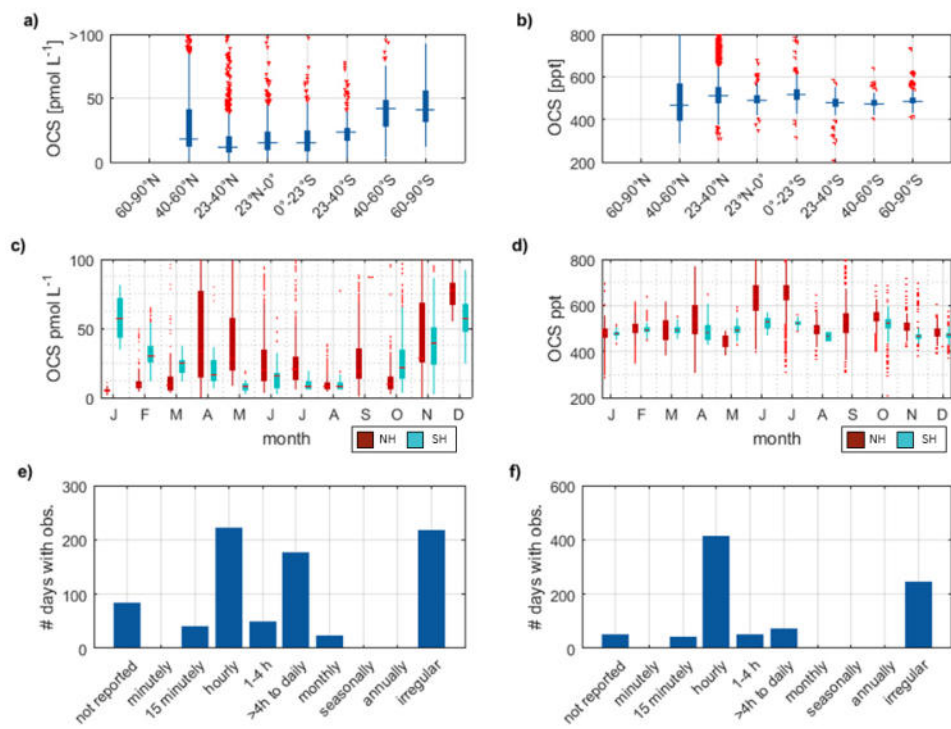 a)
b)
>100
50
0
OCS [pmol L-1]
60-90°N
40-60°N
23-40°N
23°N-0°
0°-23°S
23-40°S
40-60°S
60-90°S
800
600
400
200
OCS [ppt]
60-90°N
40-60°N
23-40°N
23°N-0°
0°-23°S
23-40°S
40-60°S
60-90°S
c)
d)
100
50
0
OCS pmol L-1
J F M A M J J A S O N D
month
NH SH
800
600
400
200
OCS ppt
J F M A M J J A S O N D
month
NH SH
e)
f)
300
200
100
0
# days with obs.
not reported
minutely
15 minutely
hourly
1-4 h
>4h to daily
monthly
seasonally
annually
irregular
600
400
200
0
# days with obs.
not reported
minutely
15 minutely
hourly
1-4 h
>4h to daily
monthly
seasonally
annually
irregular